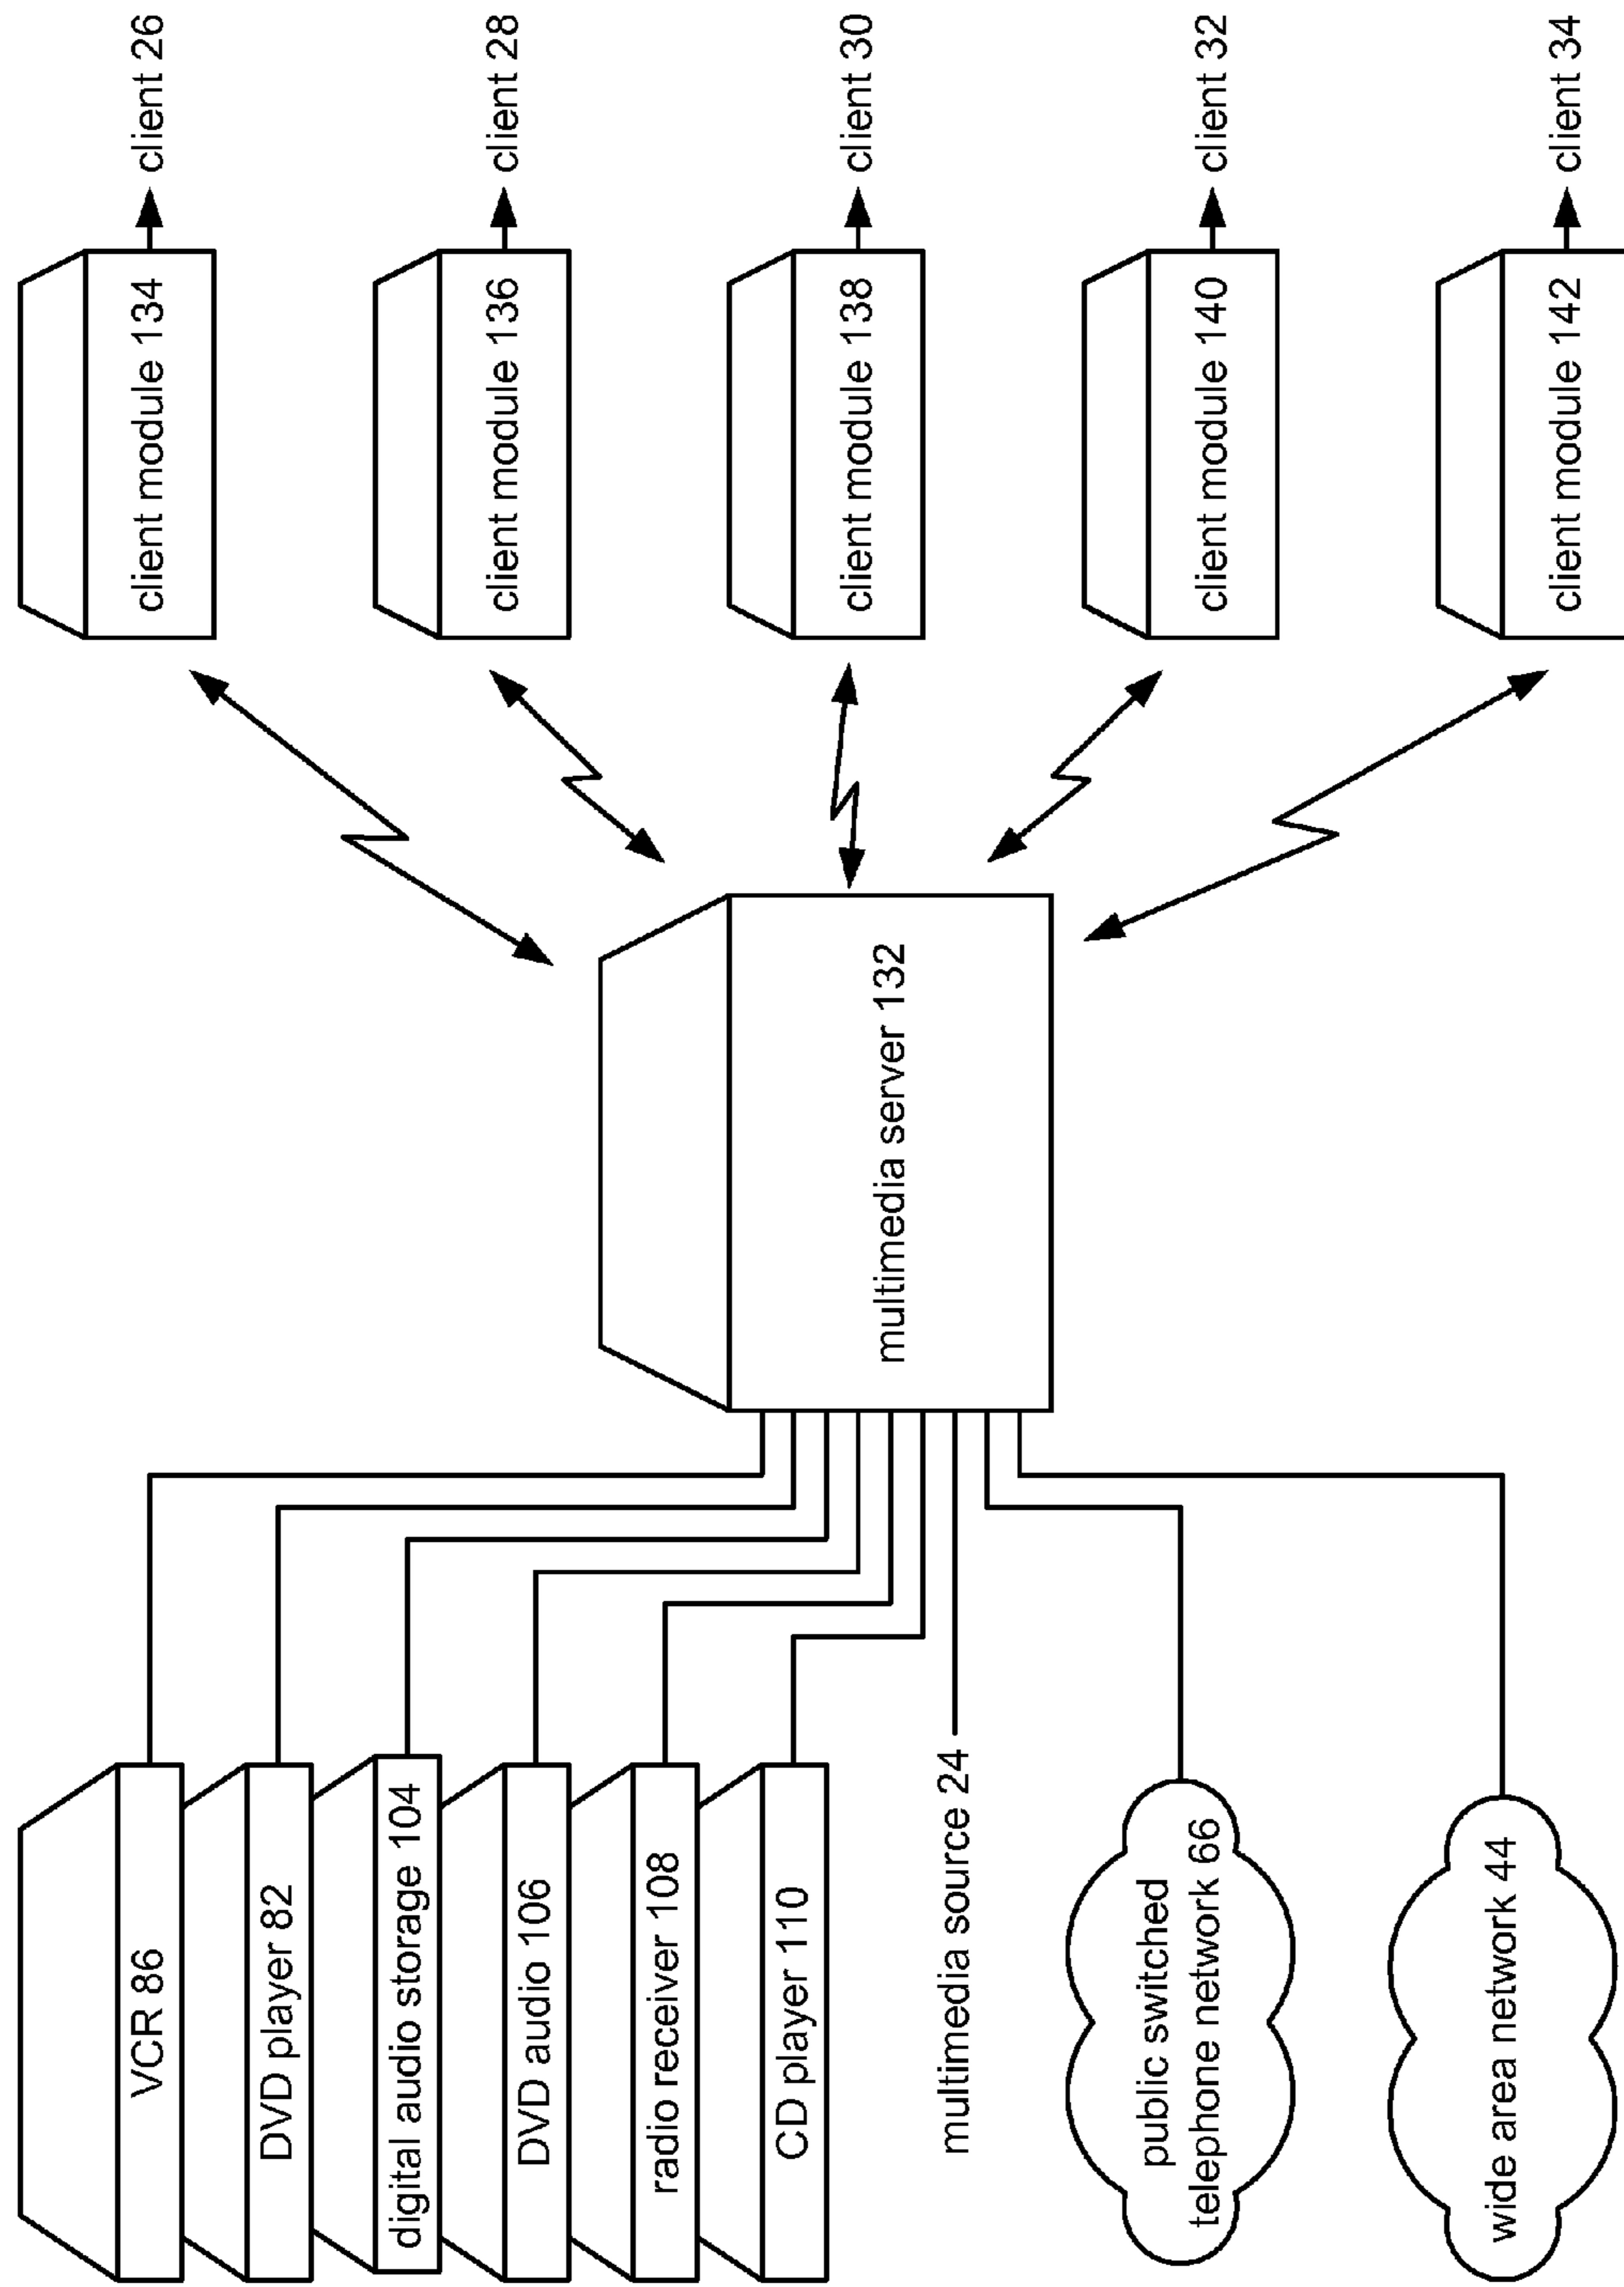 VCR 86
DVD player 82
digital audio storage 104
DVD audio 106
radio receiver 108
CD player 110
multimedia source 24
public switched
telephone network 66
wide area network 44
multimedia server 132
client module 134
client 26
client module 136
client 28
client module 138
client 30
client module 140
client 32
client module 142
client 34